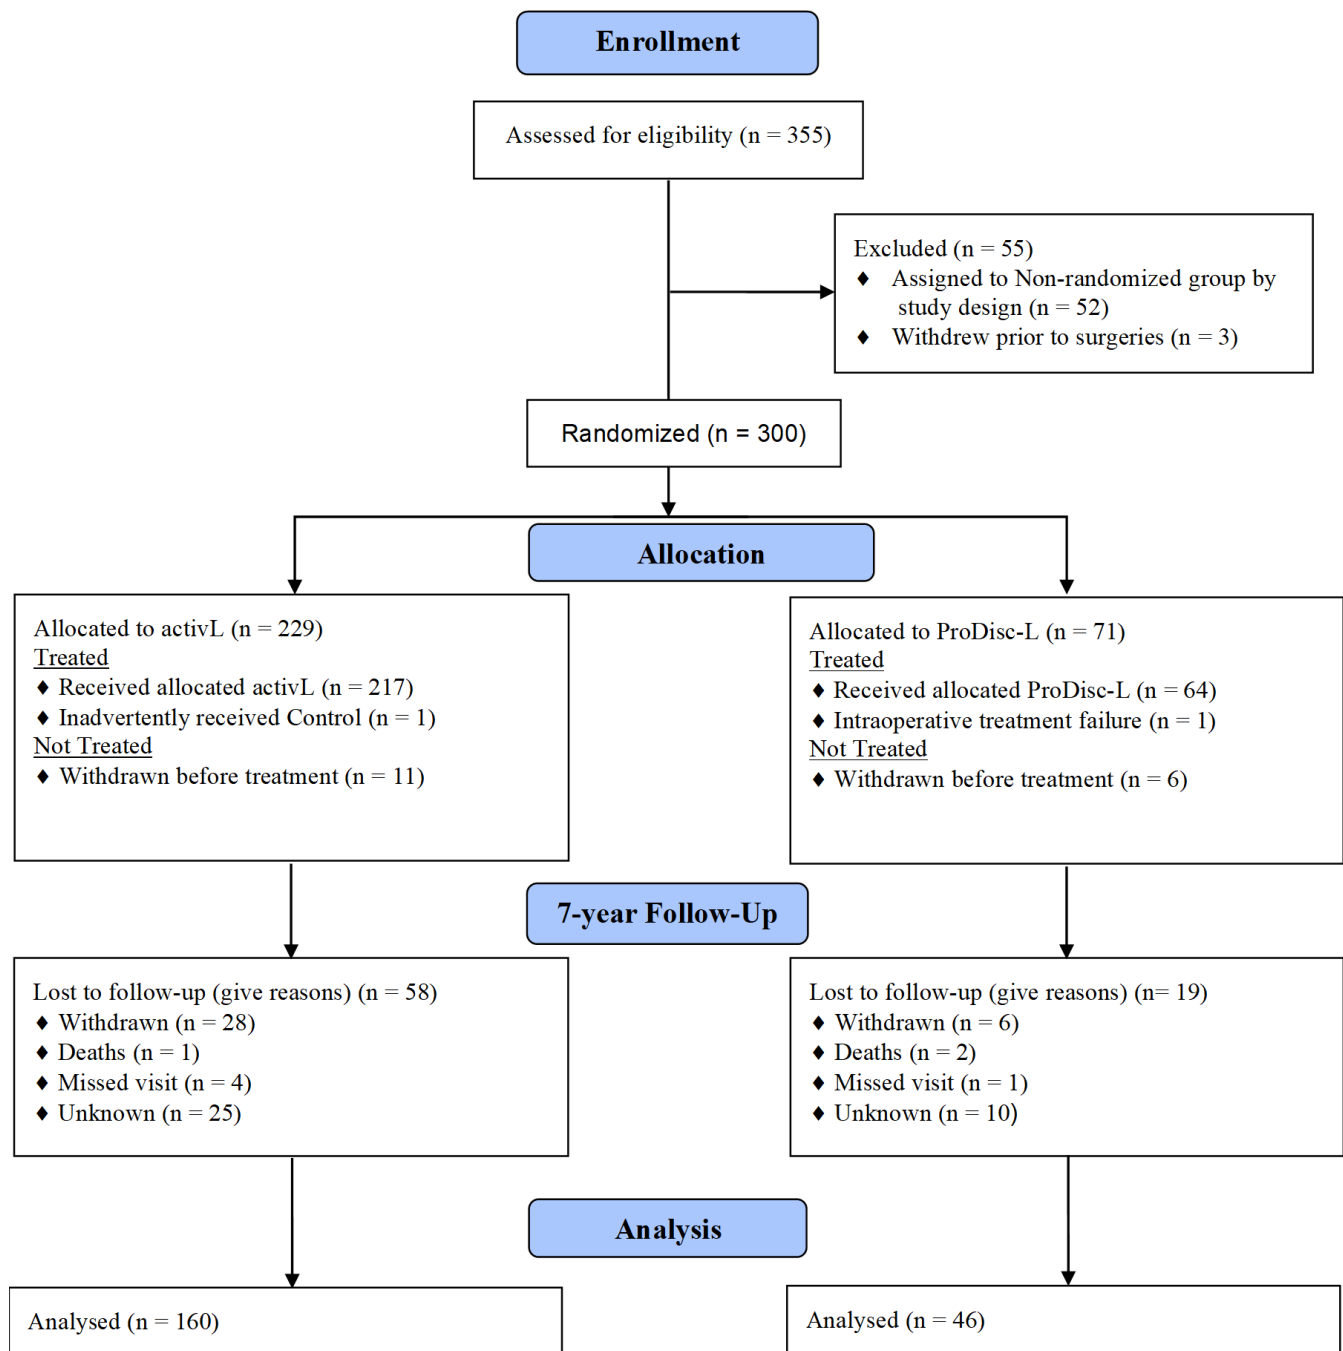 Enrollment
Assessed for eligibility (n = 355)
Excluded (n = 55)
♦ Assigned to Non-randomized group by
study design (n = 52)
♦ Withdrew prior to surgeries (n = 3)
Randomized (n = 300)
Allocation
Allocated to activL (n = 229)
Treated
♦ Received allocated activL (n = 217)
♦ Inadvertently received Control (n = 1)
Not Treated
♦ Withdrawn before treatment (n = 11)
Allocated to ProDisc-L (n = 71)
Treated
♦ Received allocated ProDisc-L (n = 64)
♦ Intraoperative treatment failure (n = 1)
Not Treated
♦ Withdrawn before treatment (n = 6)
7-year Follow-Up
Lost to follow-up (give reasons) (n = 58)
♦ Withdrawn (n = 28)
♦ Deaths (n = 1)
♦ Missed visit (n = 4)
♦ Unknown (n = 25)
Lost to follow-up (give reasons) (n= 19)
♦ Withdrawn (n = 6)
♦ Deaths (n = 2)
♦ Missed visit (n = 1)
♦ Unknown (n = 10)
Analysis
Analysed (n = 160)
Analysed (n = 46)